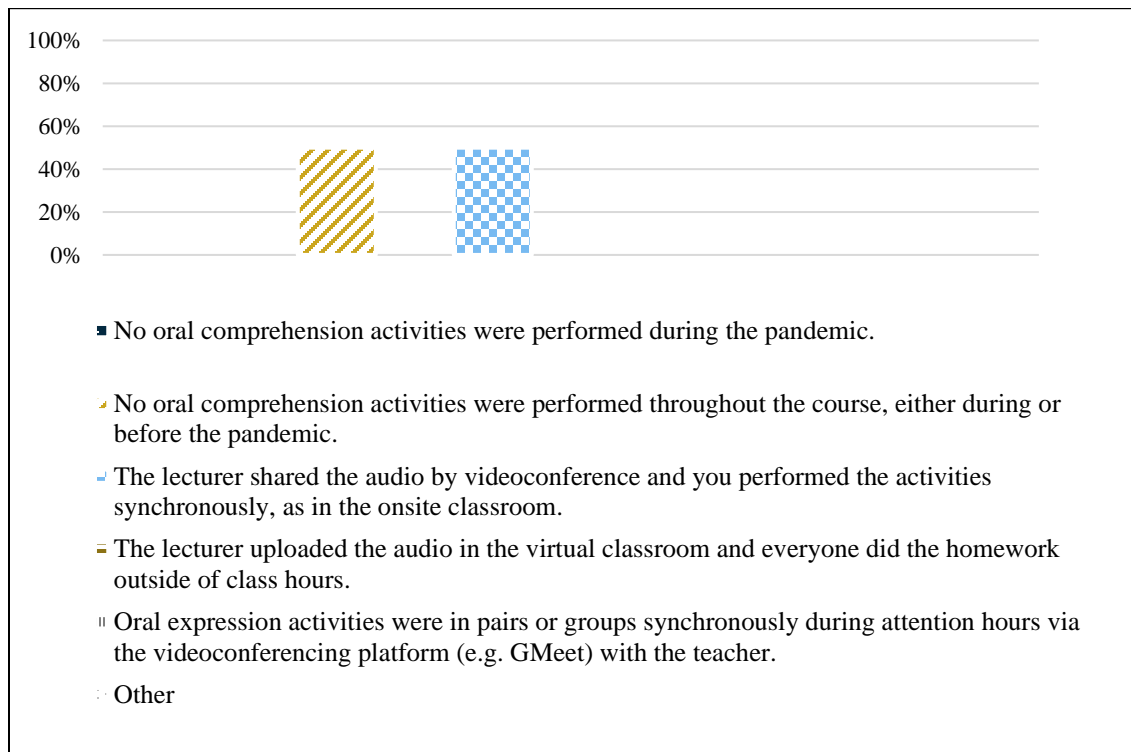 100%
80%
60%
40%
20%
0%
No oral comprehension activities were performed during the pandemic.
No oral comprehension activities were performed throughout the course, either during or
before the pandemic.
The lecturer shared the audio by videoconference and you performed the activities
synchronously, as in the onsite classroom.
The lecturer uploaded the audio in the virtual classroom and everyone did the homework
outside of class hours.
Oral expression activities were in pairs or groups synchronously during attention hours via
the videoconferencing platform (e.g. GMeet) with the teacher.
Other